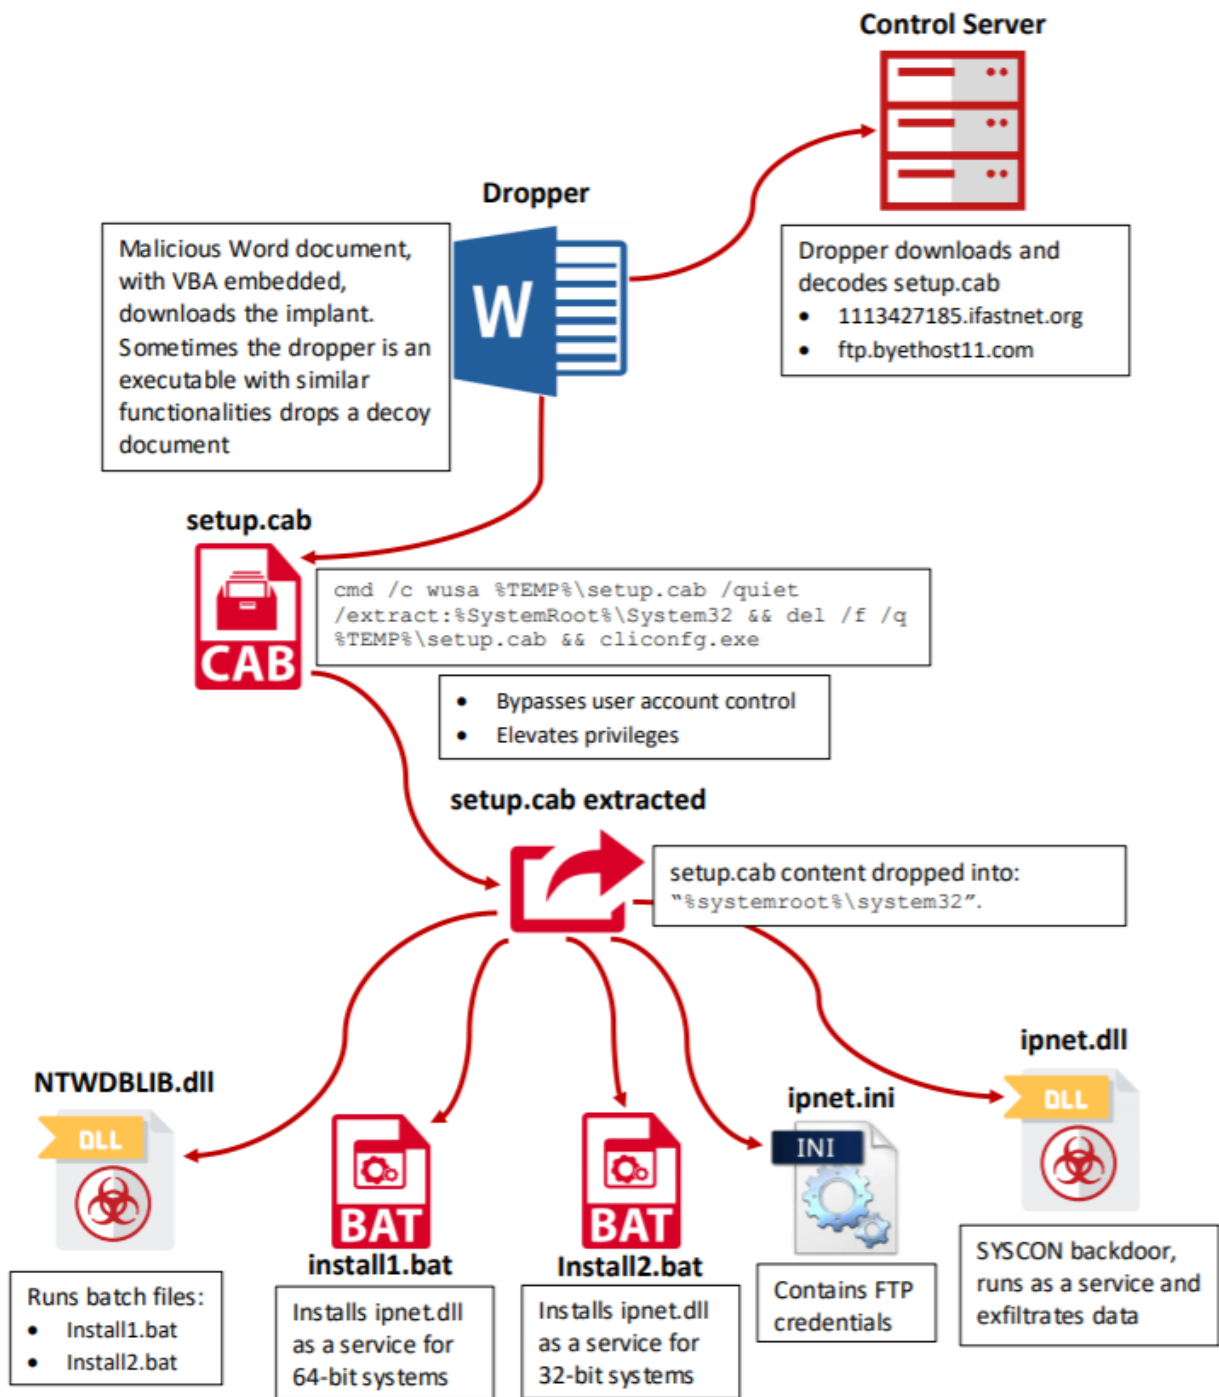 Control Server
Dropper
Malicious Word document,
with VBA embedded,
downloads the implant.
Sometimes the dropper is an
executable with similar
functionalities drops a decoy
document
W
Dropper downloads and
decodes setup.cab
• 1113427185.ifastnet.org
• ftp.byethost11.com
setup.cab
CAB
cmd /c wusa %TEMP%\setup.cab /quiet
/extract:%SystemRoot%\System32 && del /f /q
%TEMP%\setup.cab && cliconfg.exe
• Bypasses user account control
• Elevates privileges
setup.cab extracted
setup.cab content dropped into:
“%systemroot%\system32”.
NTWDBLIB.dll
DLL
Runs batch files:
• Install1.bat
• Install2.bat
BAT
install1.bat
Installs ipnet.dll
as a service for
64-bit systems
BAT
Install2.bat
Installs ipnet.dll
as a service for
32-bit systems
ipnet.ini
INI
Contains FTP
credentials
ipnet.dll
DLL
SYSCON backdoor,
runs as a service and
exfiltrates data